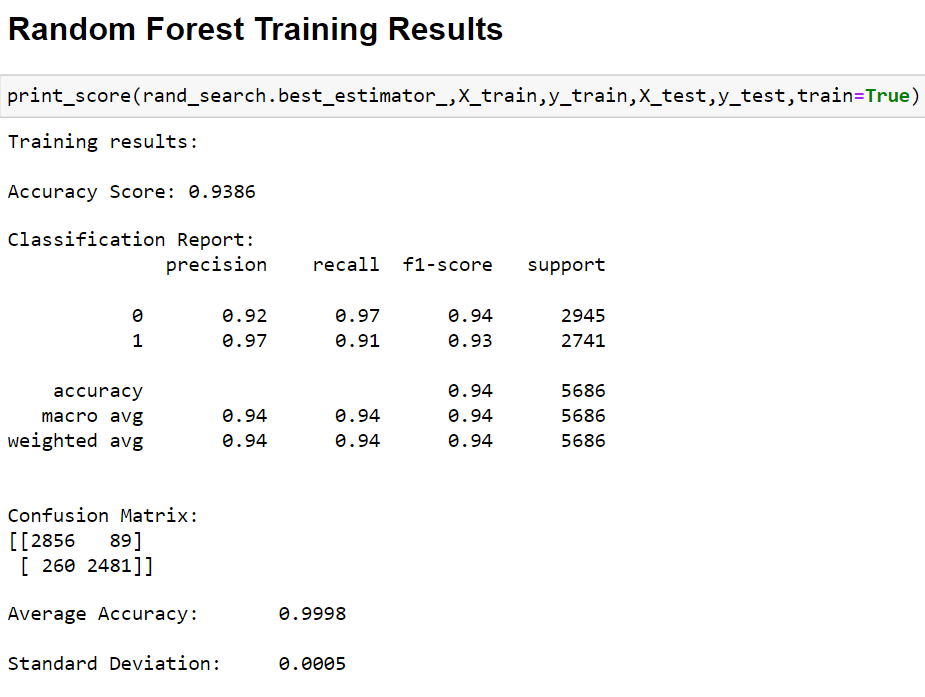 Random Forest Training Results
print_score(rand_search.best_estimator_,X_train,y_train,X_test,y_test,train=True)
Training results:
Accuracy Score: 0.9386
Classification Report:
precision recall f1-score support
0 0.92 0.97 0.94 2945
1 0.97 0.91 0.93 2741
accuracy 0.94 5686
macro avg 0.94 0.94 0.94 5686
weighted avg 0.94 0.94 0.94 5686
Confusion Matrix:
[[2856 89]
[ 260 2481]]
Average Accuracy: 0.9998
Standard Deviation: 0.0005